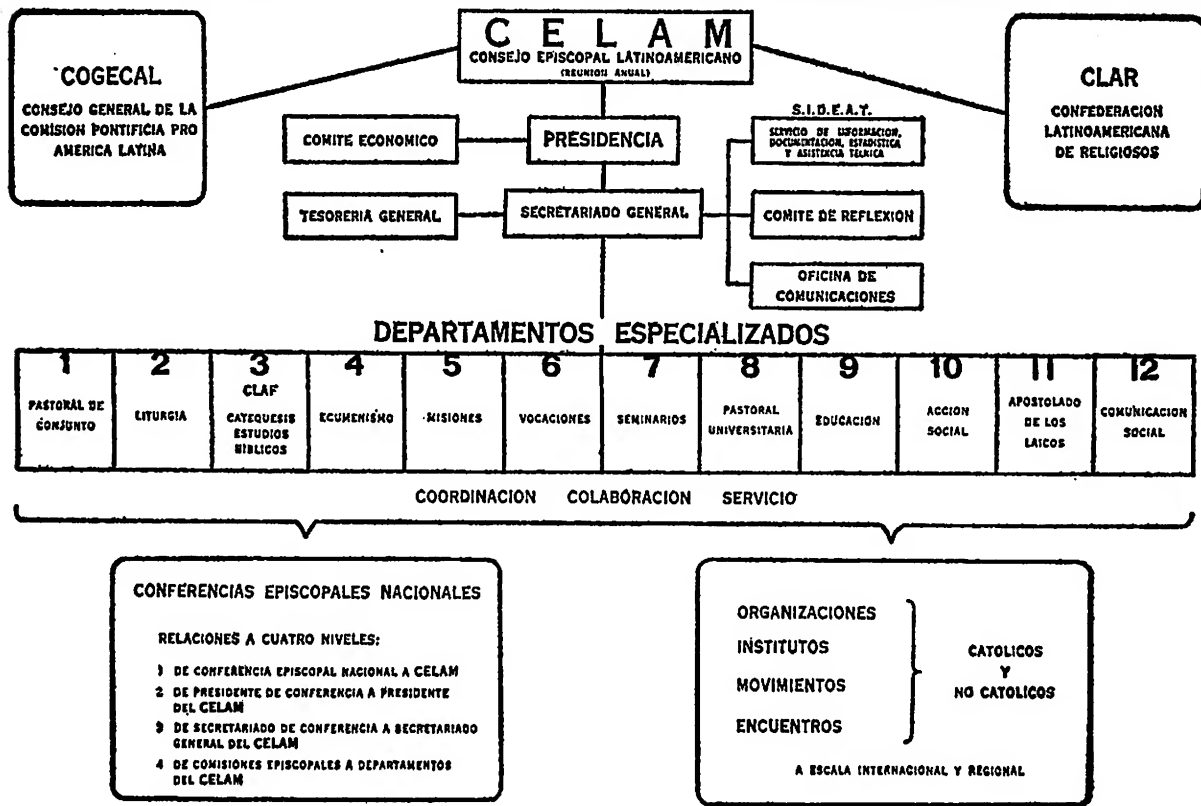 C E L A M
CONSEJO EPISCOPAL LATINOAMERICANO
(REUNION ANUAL)
COGECAL
CONSEJO GENERAL DE LA
COMISION PONTIFICIA PRO
AMERICA LATINA
CLAR
CONFEDERACION
LATINOAMERICANA
DE RELIGIOSOS
COMITE ECONOMICO
PRESIDENCIA
S.I.D.E.A.T.
SERVICIO DE INFORMACION,
DOCUMENTACION, ESTADISTICA
Y ASISTENCIA TECNICA
TESORERIA GENERAL
SECRETARIADO GENERAL
COMITE DE REFLEXION
OFICINA DE
COMUNICACIONES
DEPARTAMENTOS ESPECIALIZADOS
1
PASTORAL DE
CONJUNTO
2
LITURGIA
3
CLAF
CATEQUESIS
ESTUDIOS
BIBLICOS
4
ECUMENISMO
5
MISIONES
6
VOCACIONES
7
SEMINARIOS
8
PASTORAL
UNIVERSITARIA
9
EDUCACION
10
ACCION
SOCIAL
11
APOSTOLADO
DE LOS
LAICOS
12
COMUNICACION
SOCIAL
COORDINACION COLABORACION SERVICIO
CONFERENCIAS EPISCOPALES NACIONALES
RELACIONES A CUATRO NIVELES:
1 DE CONFERENCIA EPISCOPAL NACIONAL A CELAM
2 DE PRESIDENTE DE CONFERENCIA A PRESIDENTE
DEL CELAM
3 DE SECRETARIADO DE CONFERENCIA A SECRETARIADO
GENERAL DEL CELAM
4 DE COMISIONES EPISCOPALES A DEPARTAMENTOS
DEL CELAM
ORGANIZACIONES
INSTITUTOS
MOVIMIENTOS
ENCUENTROS
CATOLICOS
Y
NO CATOLICOS
A ESCALA INTERNACIONAL Y REGIONAL